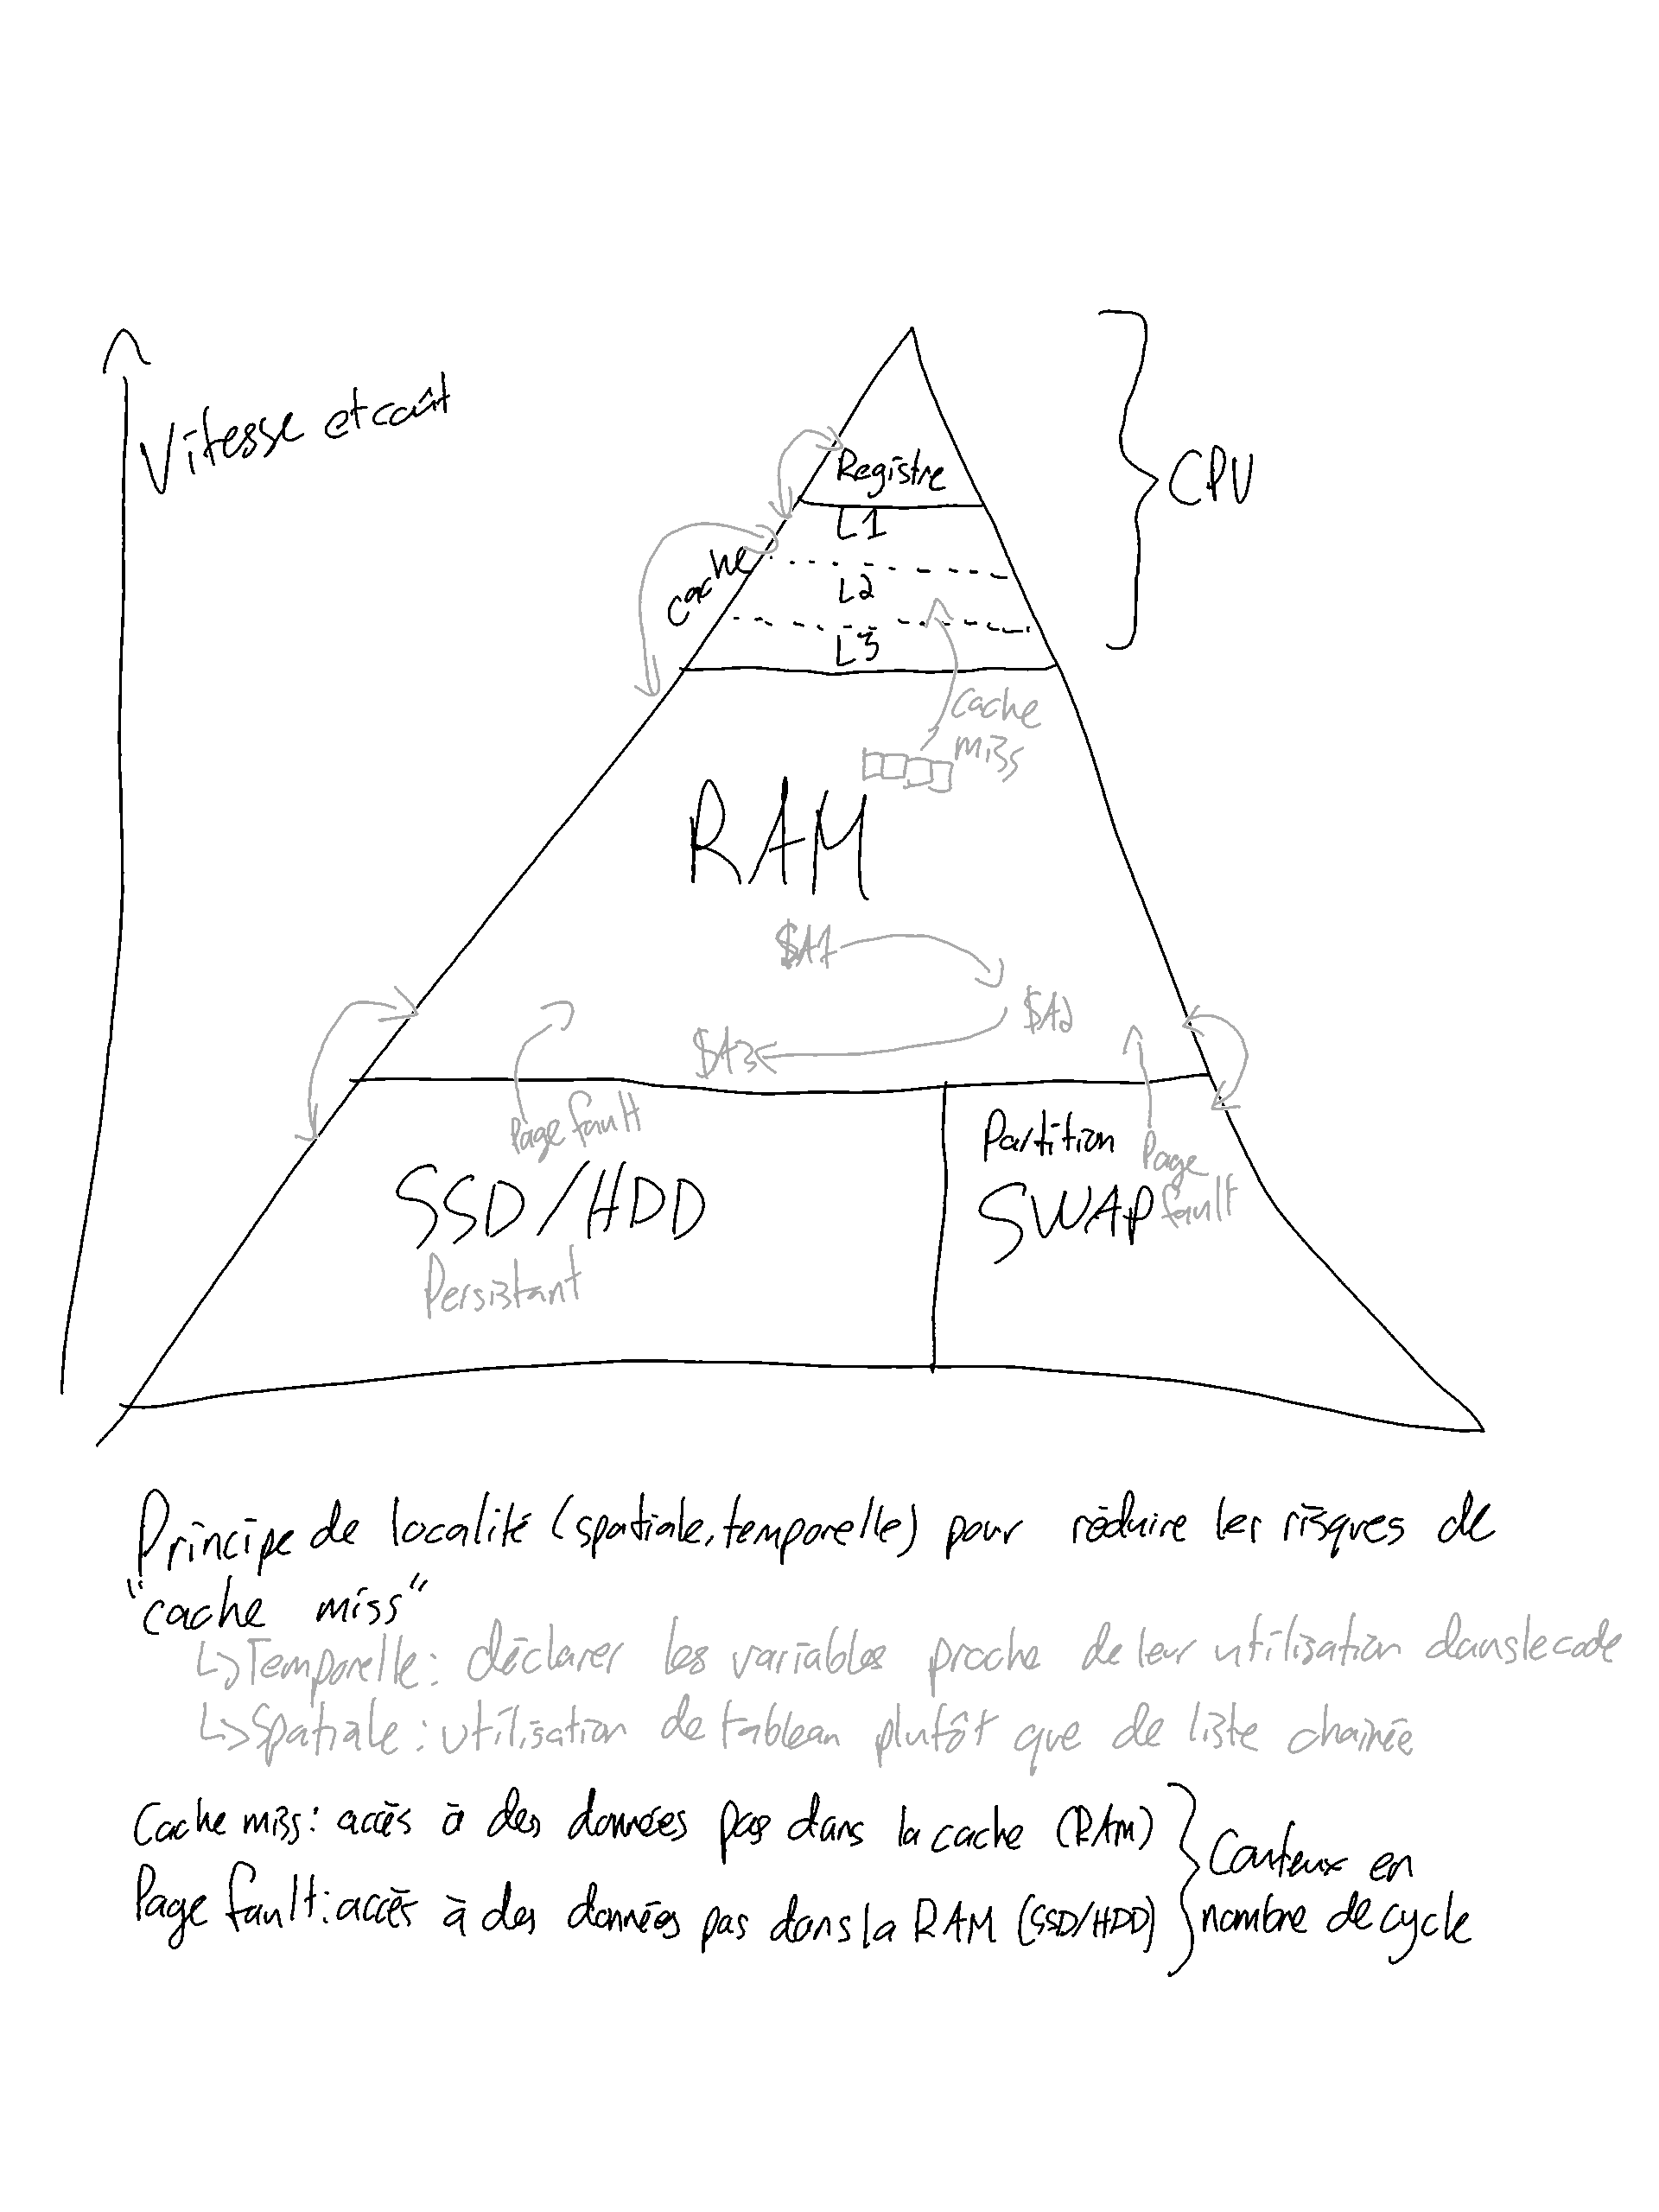 Vitesse et coût
Registre
CPU
L1
Cache
L2
L3
Cache
miss
RAM
$A1
$A2
$A3
Page fault
Partition
Page
SSD/HDD
SWAP
fault
Persistant
Principe de localité (spatiale, temporelle) pour réduire les risques de
"cache miss"
↳Temporelle: déclarer les variables proche de leur utilisation dans le code
↳Spatiale: utilisation de tableau plutôt que de liste chainée
Cache miss: accès à des données pas dans la cache (RAM)
Page fault: accès à des données pas dans la RAM (SSD/HDD)
Couteux en
nombre de cycle